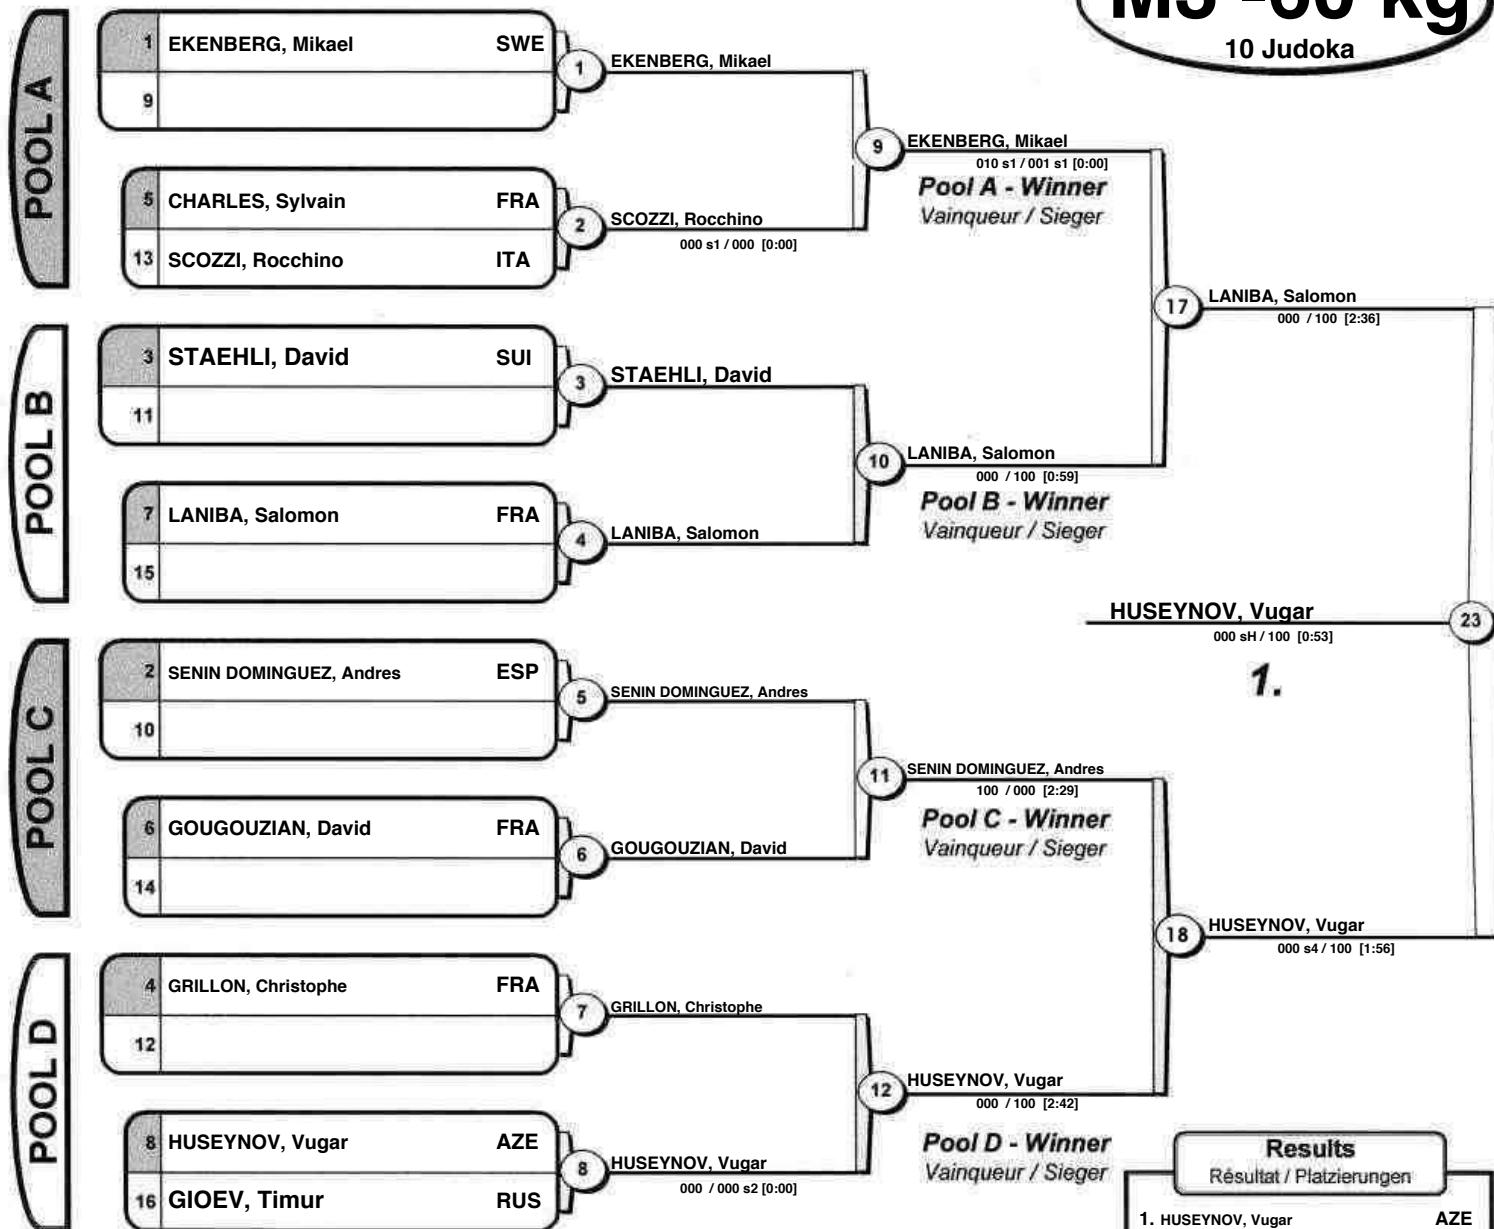 M3 -60 kg
10 Judoka
POOL A
1 EKENBERG, Mikael SWE
9
5 CHARLES, Sylvain FRA
13 SCOZZI, Rocchino ITA
1 EKENBERG, Mikael
2 SCOZZI, Rocchino
000 s1 / 000 [0:00]
9 EKENBERG, Mikael
010 s1 / 001 s1 [0:00]
Pool A - Winner
Vainqueur / Sieger
POOL B
3 STAEHLI, David SUI
11
7 LANIBA, Salomon FRA
15
3 STAEHLI, David
4 LANIBA, Salomon
10 LANIBA, Salomon
000 / 100 [0:59]
Pool B - Winner
Vainqueur / Sieger
17 LANIBA, Salomon
000 / 100 [2:36]
HUSEYNOV, Vugar 23
000 sH / 100 [0:53]
1.
POOL C
2 SENIN DOMINGUEZ, Andres ESP
10
6 GOUGOUZIAN, David FRA
14
5 SENIN DOMINGUEZ, Andres
6 GOUGOUZIAN, David
11 SENIN DOMINGUEZ, Andres
100 / 000 [2:29]
Pool C - Winner
Vainqueur / Sieger
18 HUSEYNOV, Vugar
000 s4 / 100 [1:56]
POOL D
4 GRILLON, Christophe FRA
12
8 HUSEYNOV, Vugar AZE
16 GIOEV, Timur RUS
7 GRILLON, Christophe
8 HUSEYNOV, Vugar
000 / 000 s2 [0:00]
12 HUSEYNOV, Vugar
000 / 100 [2:42]
Pool D - Winner
Vainqueur / Sieger
Results
Résultat / Platzierungen
1. HUSEYNOV, Vugar AZE